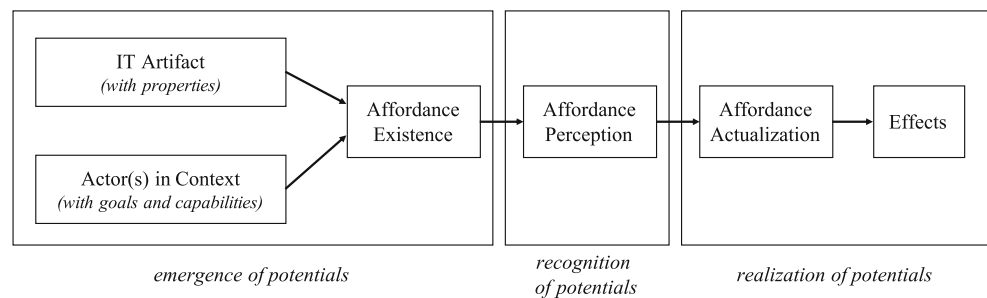 IT Artifact
(with properties)
Actor(s) in Context
(with goals and capabilities)
Affordance
Existence
Affordance
Perception
Affordance
Actualization
Effects
emergence of potentials
recognition
of potentials
realization of potentials